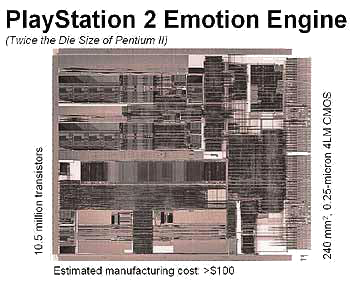 PlayStation 2 Emotion Engine
(Twice the Die Size of Pentium II)
10.5 million transistors
240 mm², 0.25-micron 4LM CMOS
Estimated manufacturing cost: >$100